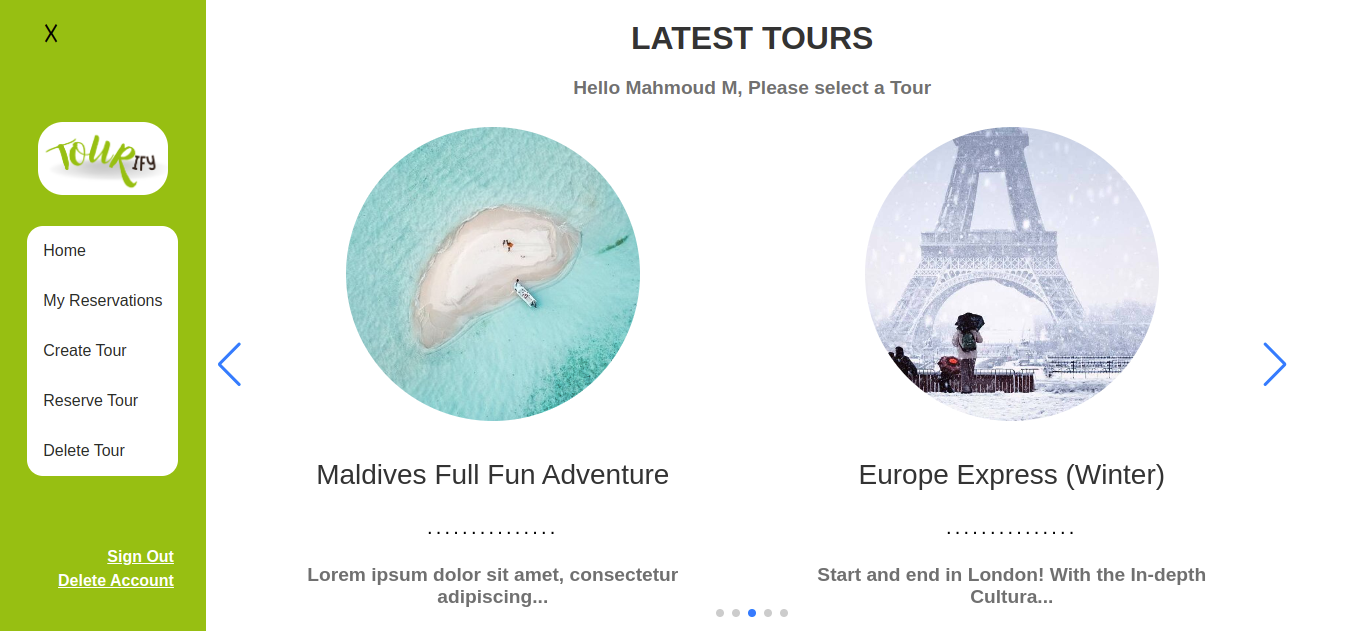 X
TOURIFY
Home
My Reservations
Create Tour
Reserve Tour
Delete Tour
Sign Out
Delete Account
LATEST TOURS
Hello Mahmoud M, Please select a Tour
Maldives Full Fun Adventure
...............
Lorem ipsum dolor sit amet, consectetur
adipiscing...
Europe Express (Winter)
...............
Start and end in London! With the In-depth
Cultura...